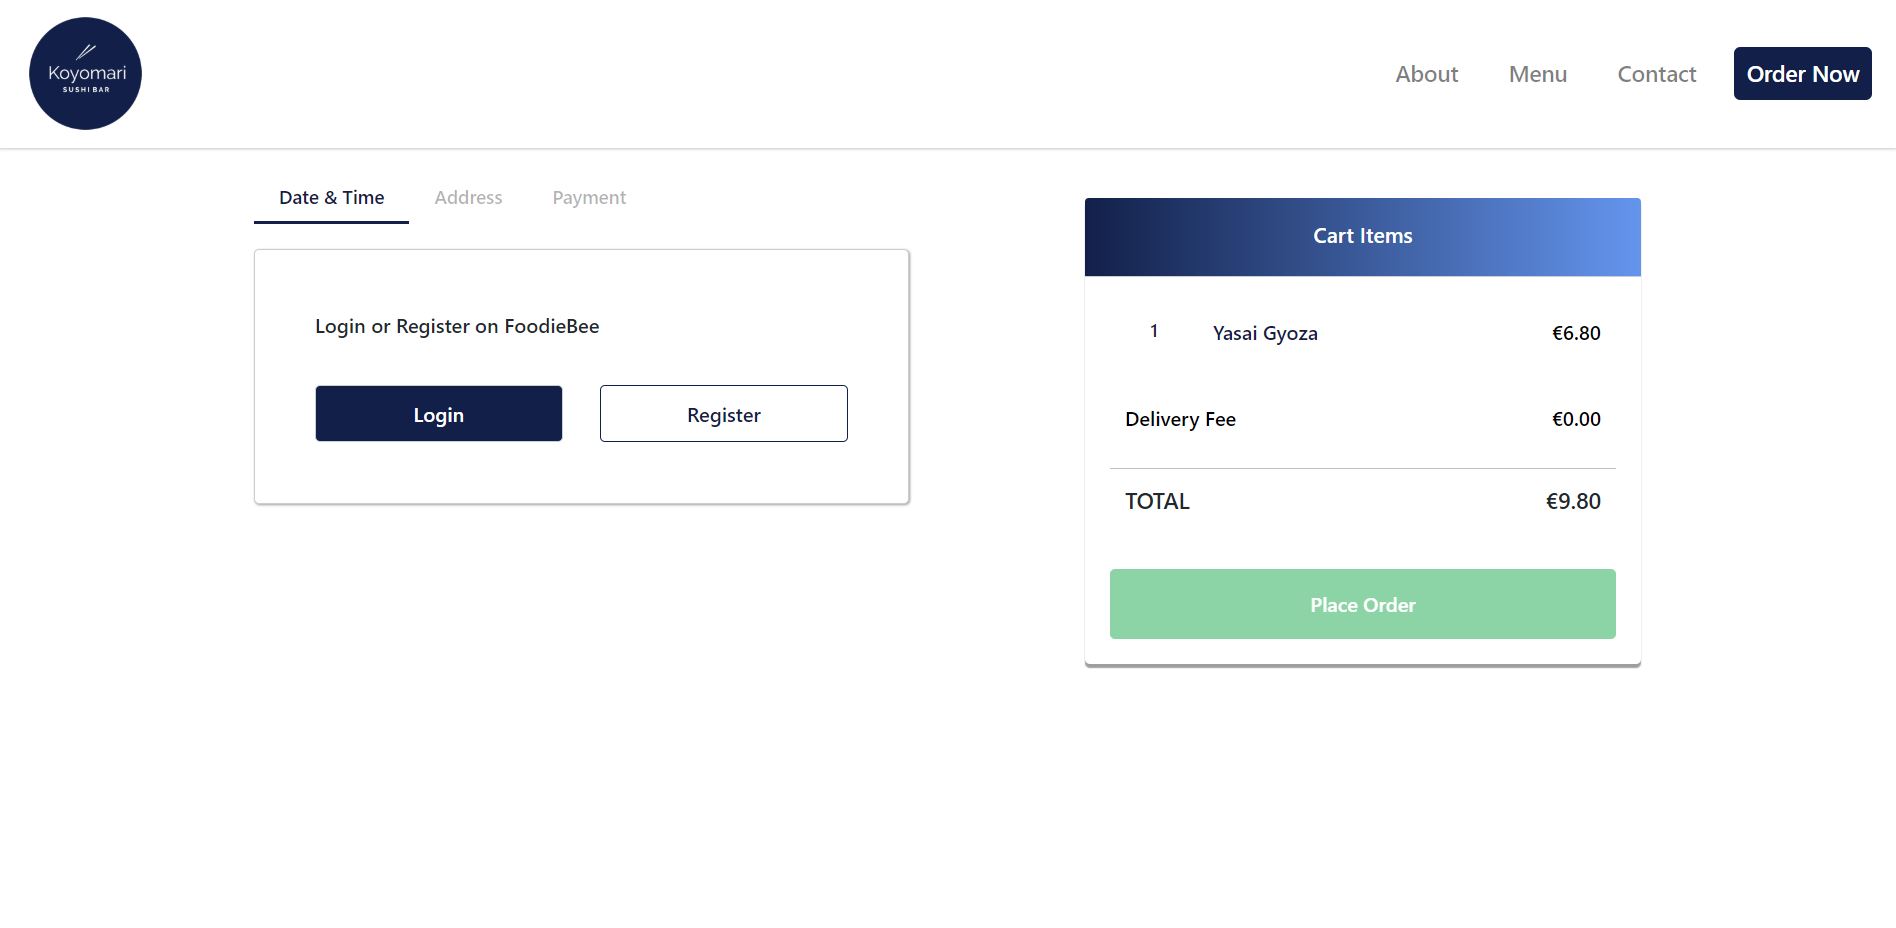 Koyomari
SUSHI BAR
About Menu Contact Order Now
Date & Time Address Payment
Login or Register on FoodieBee
Login Register
Cart Items
1 Yasai Gyoza €6.80
Delivery Fee €0.00
TOTAL €9.80
Place Order